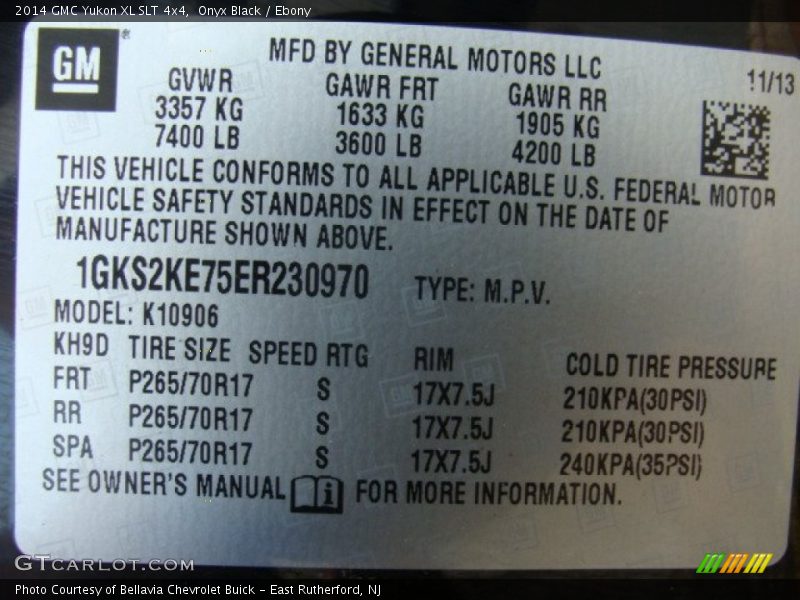 2014 GMC Yukon XL SLT 4x4,  Onyx Black / Ebony
GM
MFD BY GENERAL MOTORS LLC
11/13
GVWR GAWR FRT GAWR RR
3357 KG 1633 KG 1905 KG
7400 LB 3600 LB 4200 LB
THIS VEHICLE CONFORMS TO ALL APPLICABLE U.S. FEDERAL MOTOR
VEHICLE SAFETY STANDARDS IN EFFECT ON THE DATE OF
MANUFACTURE SHOWN ABOVE.
1GKS2KE75ER230970 TYPE: M.P.V.
MODEL: K10906
KH9D TIRE SIZE SPEED RTG RIM COLD TIRE PRESSURE
FRT P265/70R17 S 17X7.5J 210KPA(30PSI)
RR P265/70R17 S 17X7.5J 210KPA(30PSI)
SPA P265/70R17 S 17X7.5J 240KPA(35PSI)
SEE OWNER'S MANUAL i FOR MORE INFORMATION.
GTCARLOT.COM
Photo Courtesy of Bellavia Chevrolet Buick – East Rutherford, NJ